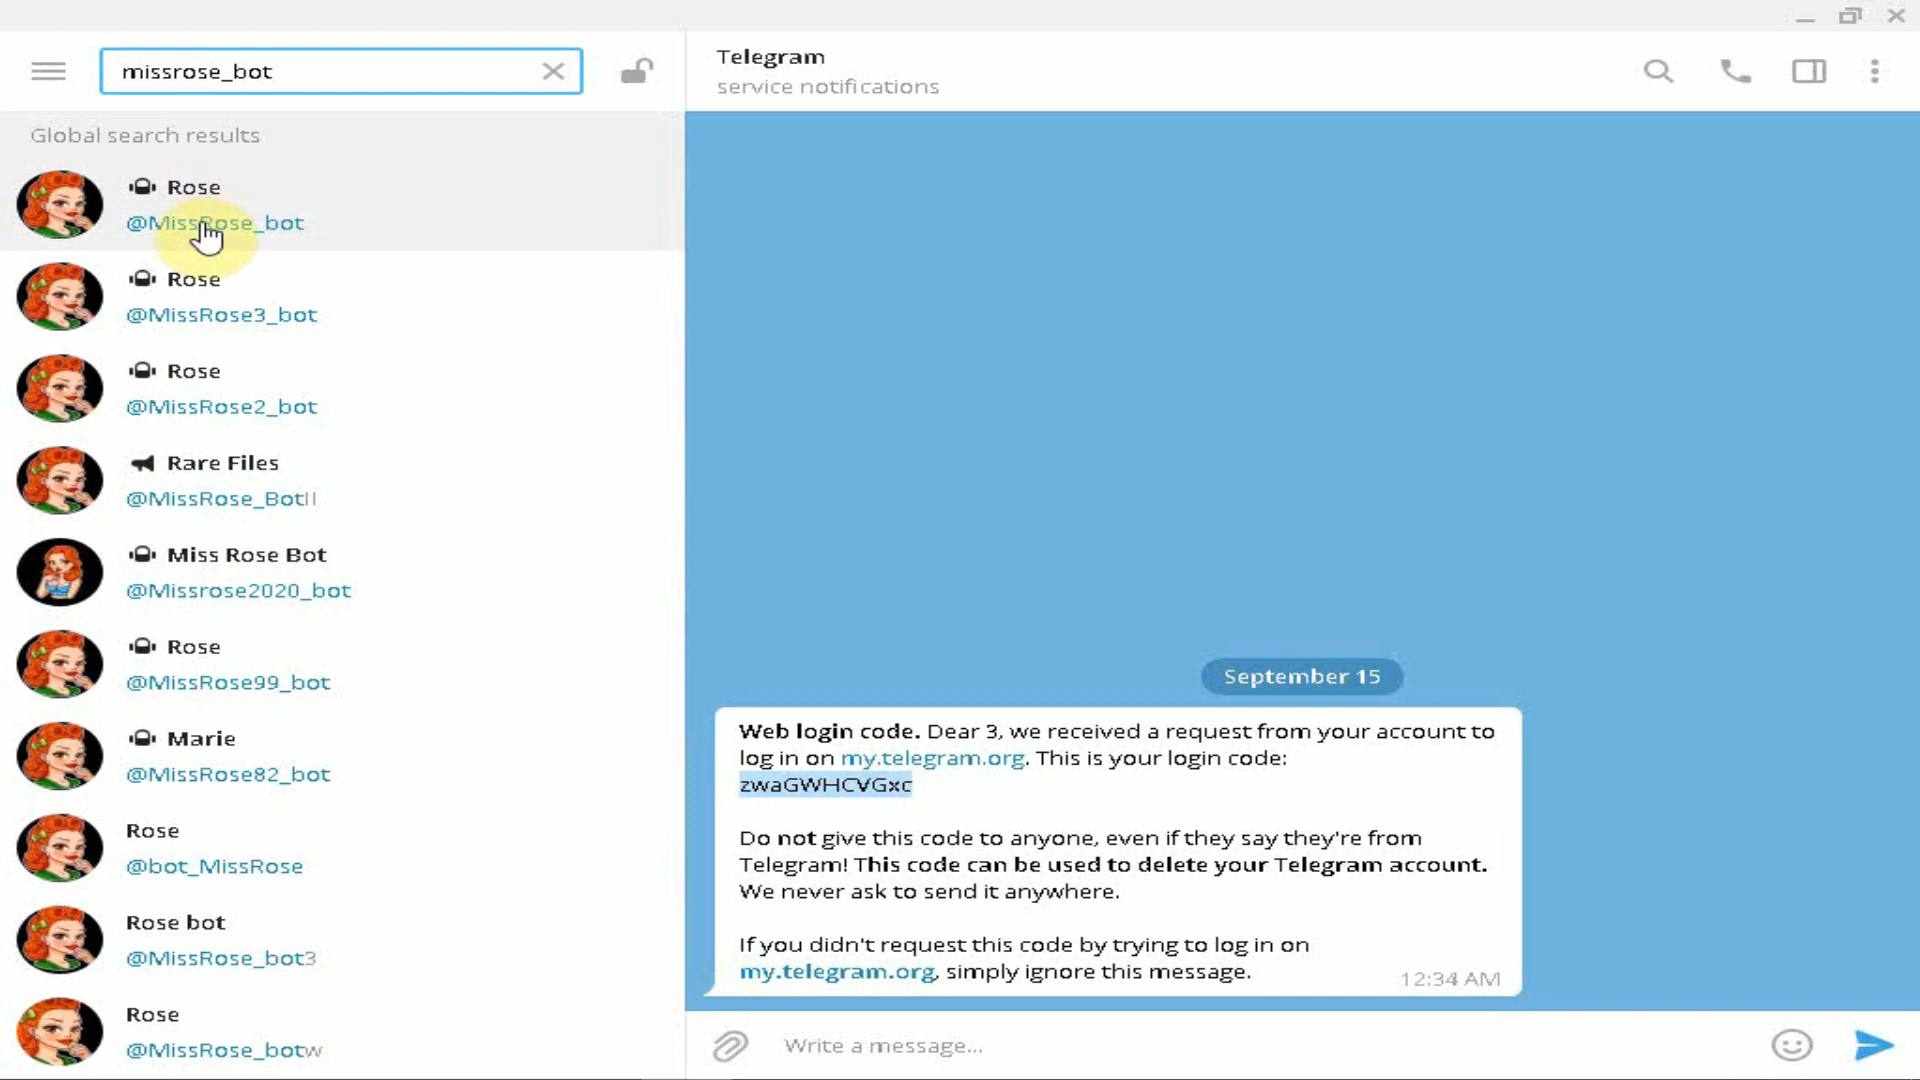 missrose_bot
Global search results
Rose
@MissRose_bot
Rose
@MissRose3_bot
Rose
@MissRose2_bot
Rare Files
@MissRose_BotII
Miss Rose Bot
@Missrose2020_bot
Rose
@MissRose99_bot
Marie
@MissRose82_bot
Rose
@bot_MissRose
Rose bot
@MissRose_bot3
Rose
@MissRose_botw
Telegram
service notifications
September 15
Web login code. Dear 3, we received a request from your account to
log in on my.telegram.org. This is your login code:
zwaGWHCVGxc
Do not give this code to anyone, even if they say they're from
Telegram! This code can be used to delete your Telegram account.
We never ask to send it anywhere.
If you didn't request this code by trying to log in on
my.telegram.org, simply ignore this message.
12:34 AM
Write a message...